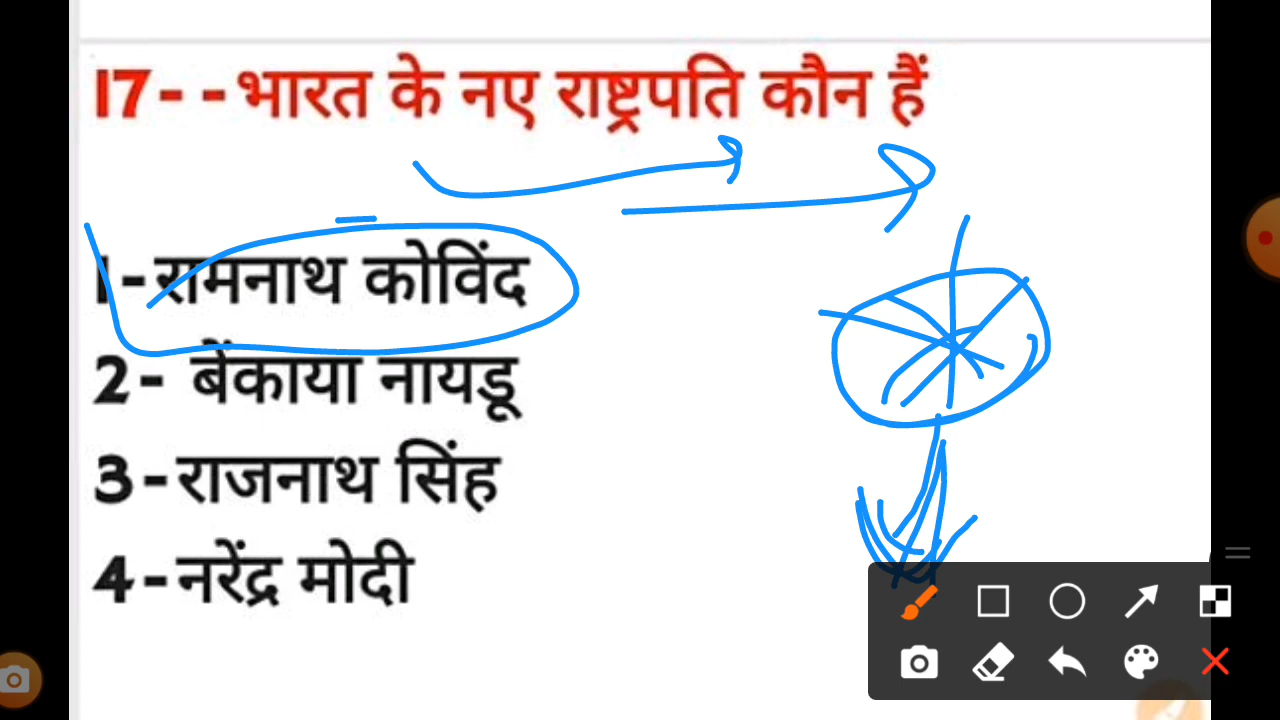 17--भारत के नए राष्ट्रपति कौन हैं
1-रामनाथ कोविंद
2- बेंकाया नायडू
3-राजनाथ सिंह
4-नरेंद्र मोदी